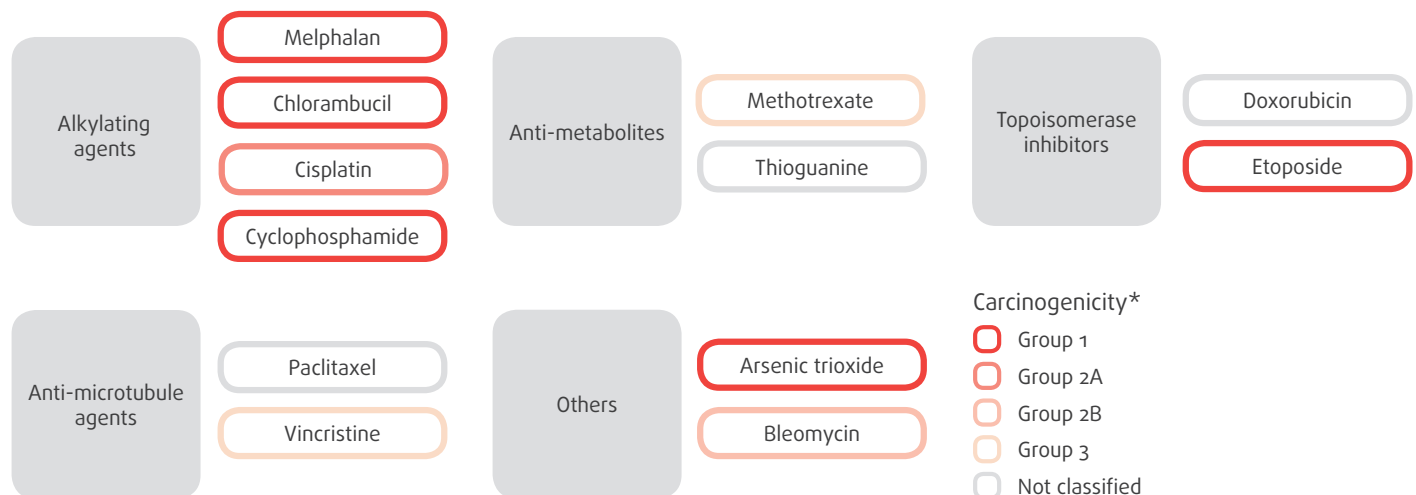 Alkylating
agents
Melphalan
Chlorambucil
Cisplatin
Cyclophosphamide
Anti-metabolites
Methotrexate
Thioguanine
Topoisomerase
inhibitors
Doxorubicin
Etoposide
Anti-microtubule
agents
Paclitaxel
Vincristine
Others
Arsenic trioxide
Bleomycin
Carcinogenicity*
Group 1
Group 2A
Group 2B
Group 3
Not classified